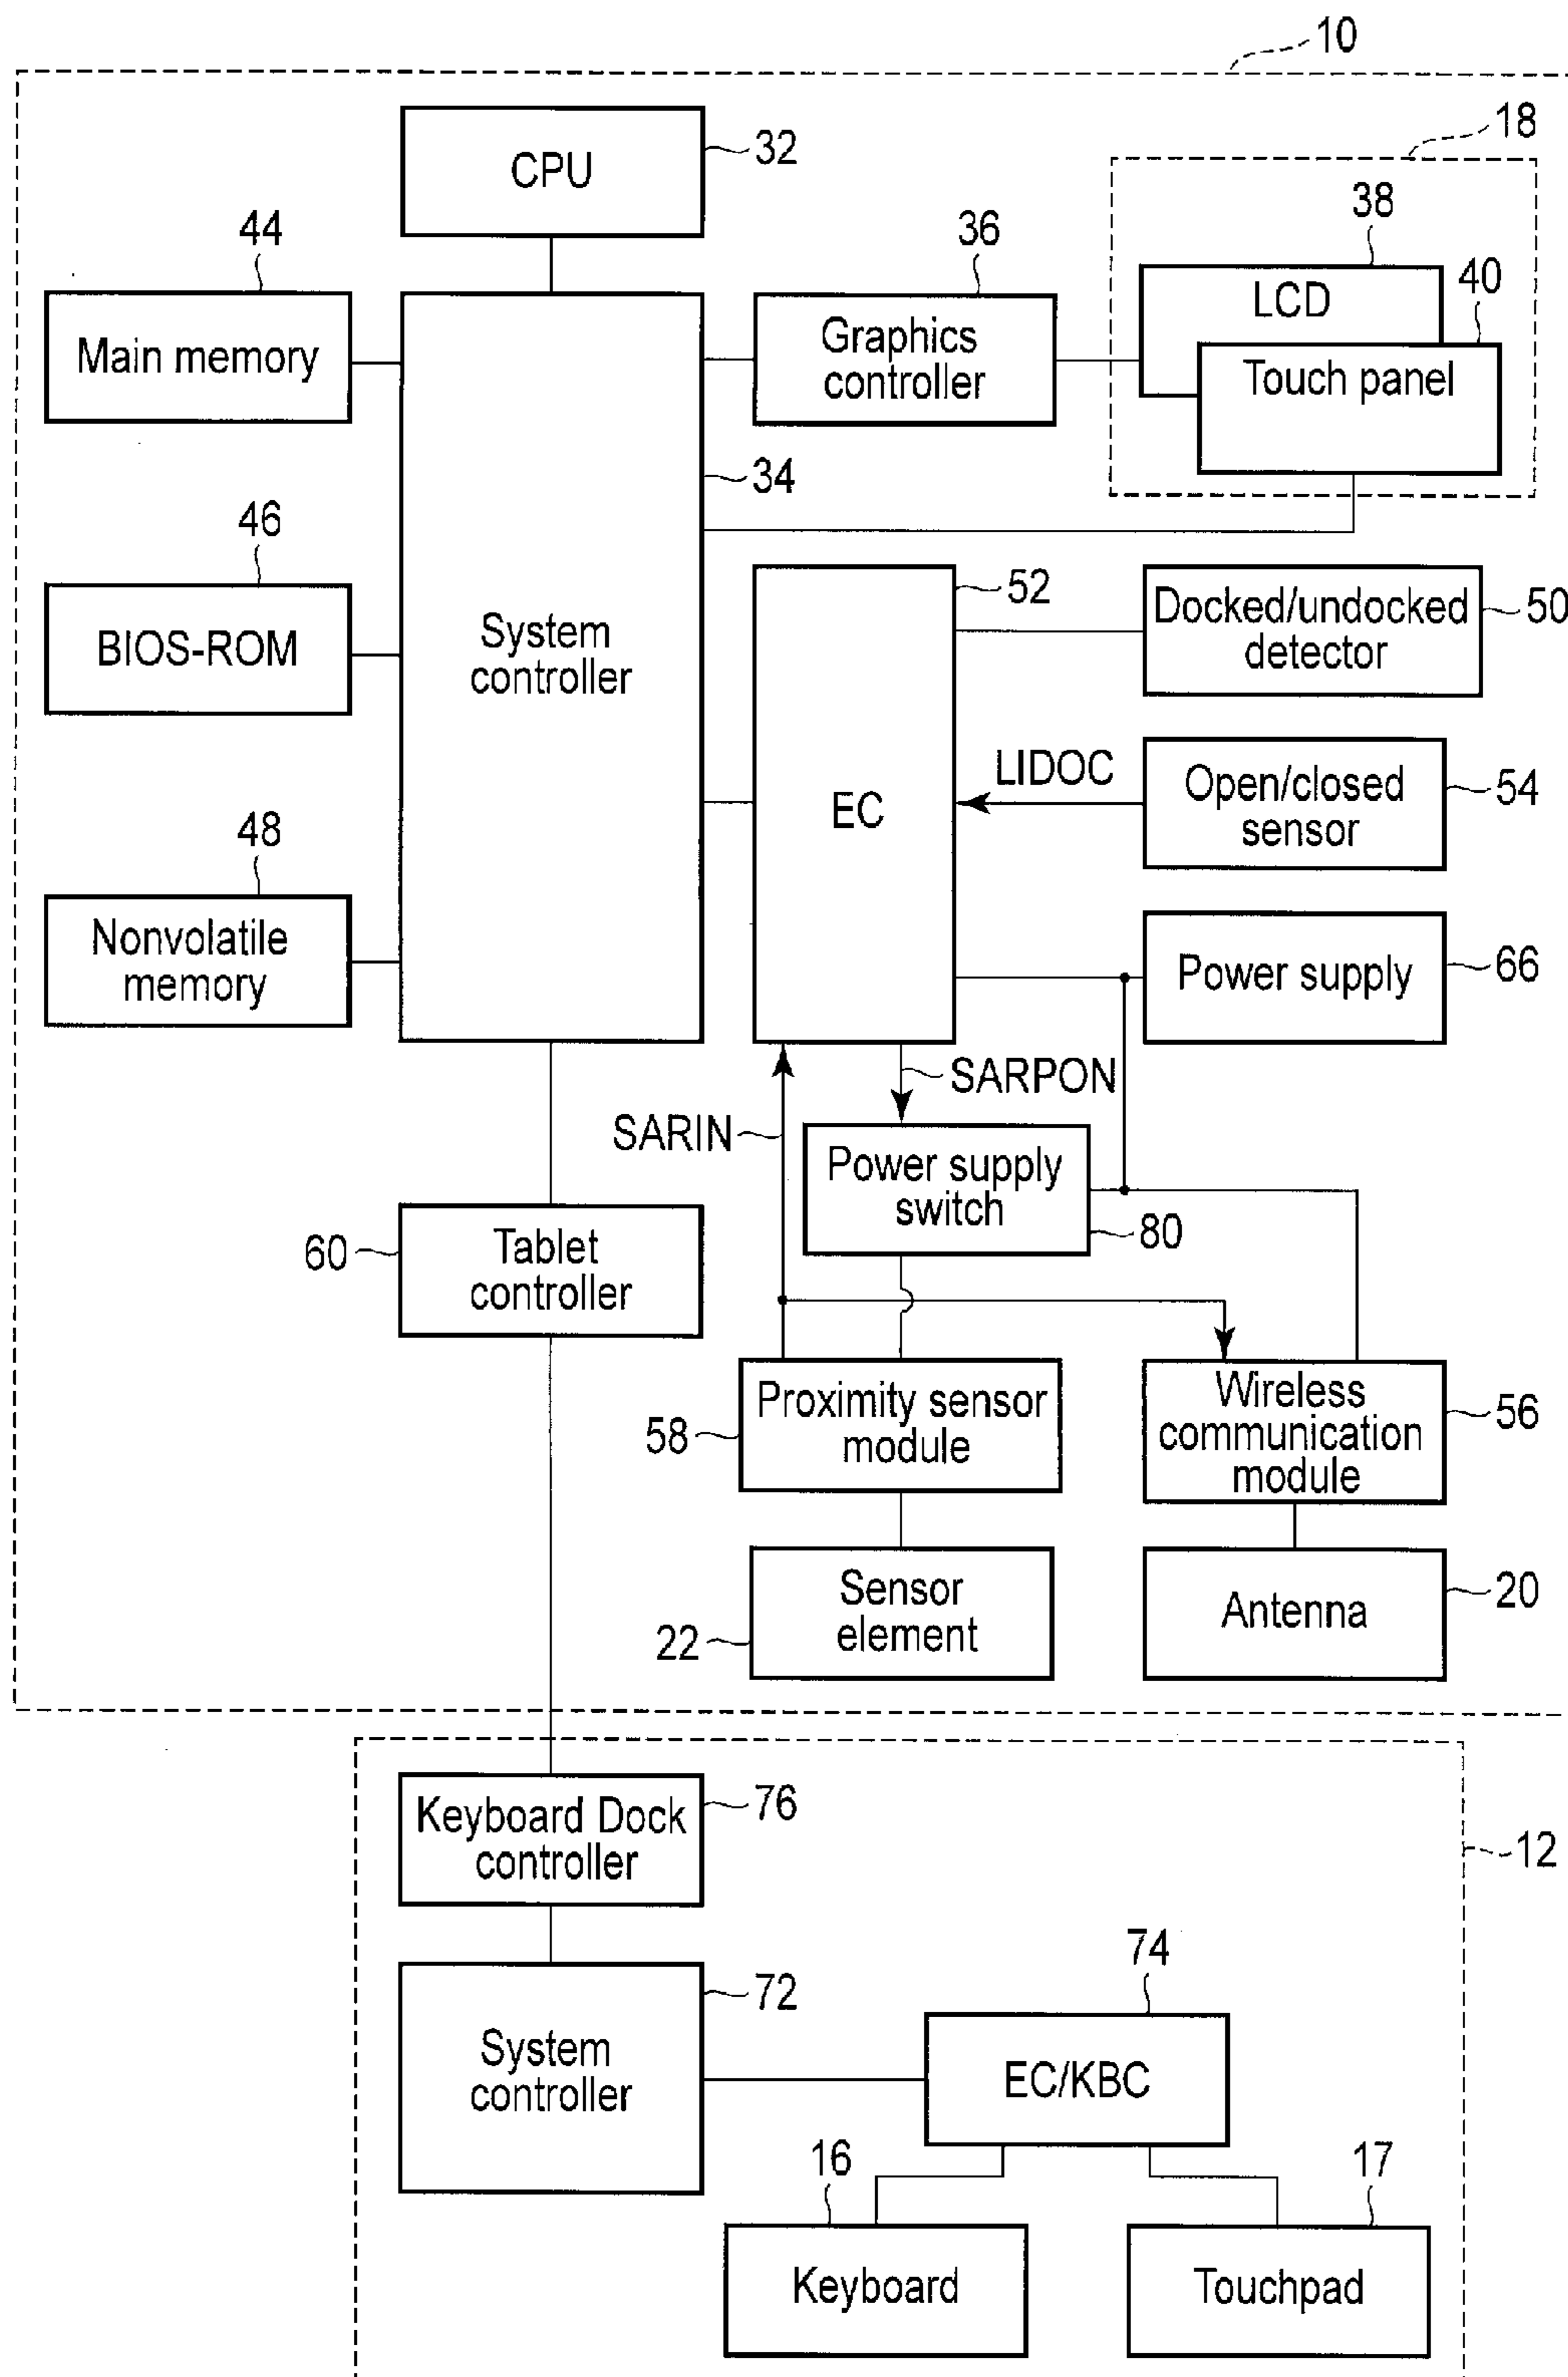 10
18
CPU
32
38
44
36
40
LCD
Main memory
Graphics
controller
Touch panel
34
46
52
Docked/undocked
detector
50
BIOS-ROM
System
controller
LIDOC
Open/closed
sensor
54
EC
48
Nonvolatile
memory
Power supply
66
SARPON
SARIN
Power supply
switch
80
60
Tablet
controller
Proximity sensor
module
58
Wireless
communication
module
56
Sensor
element
22
Antenna
20
Keyboard Dock
controller
76
12
74
72
System
controller
EC/KBC
16
17
Keyboard
Touchpad